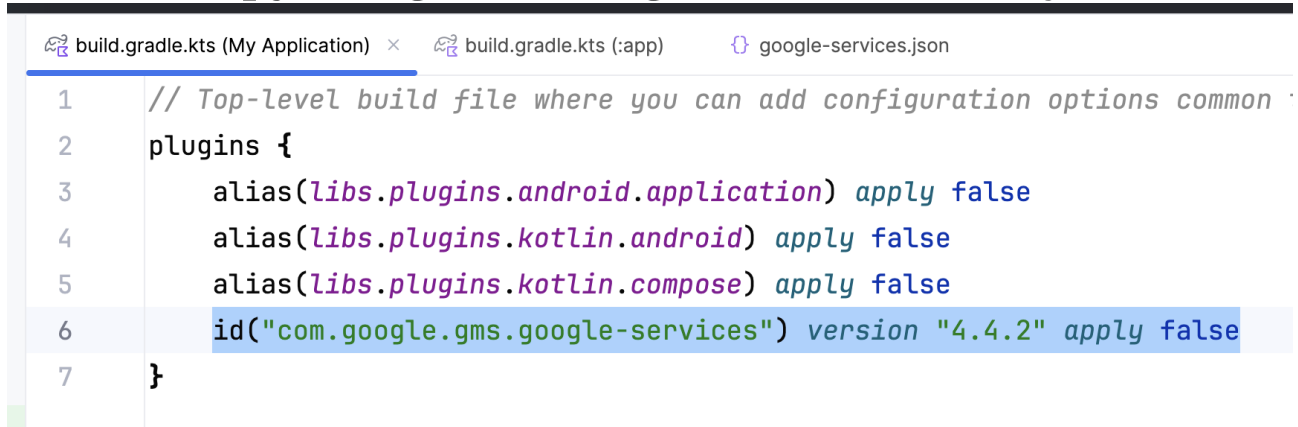 build.gradle.kts (My Application) × build.gradle.kts (:app) {} google-services.json
1 // Top-level build file where you can add configuration options common
2 plugins {
3 alias(libs.plugins.android.application) apply false
4 alias(libs.plugins.kotlin.android) apply false
5 alias(libs.plugins.kotlin.compose) apply false
6 id("com.google.gms.google-services") version "4.4.2" apply false
7 }